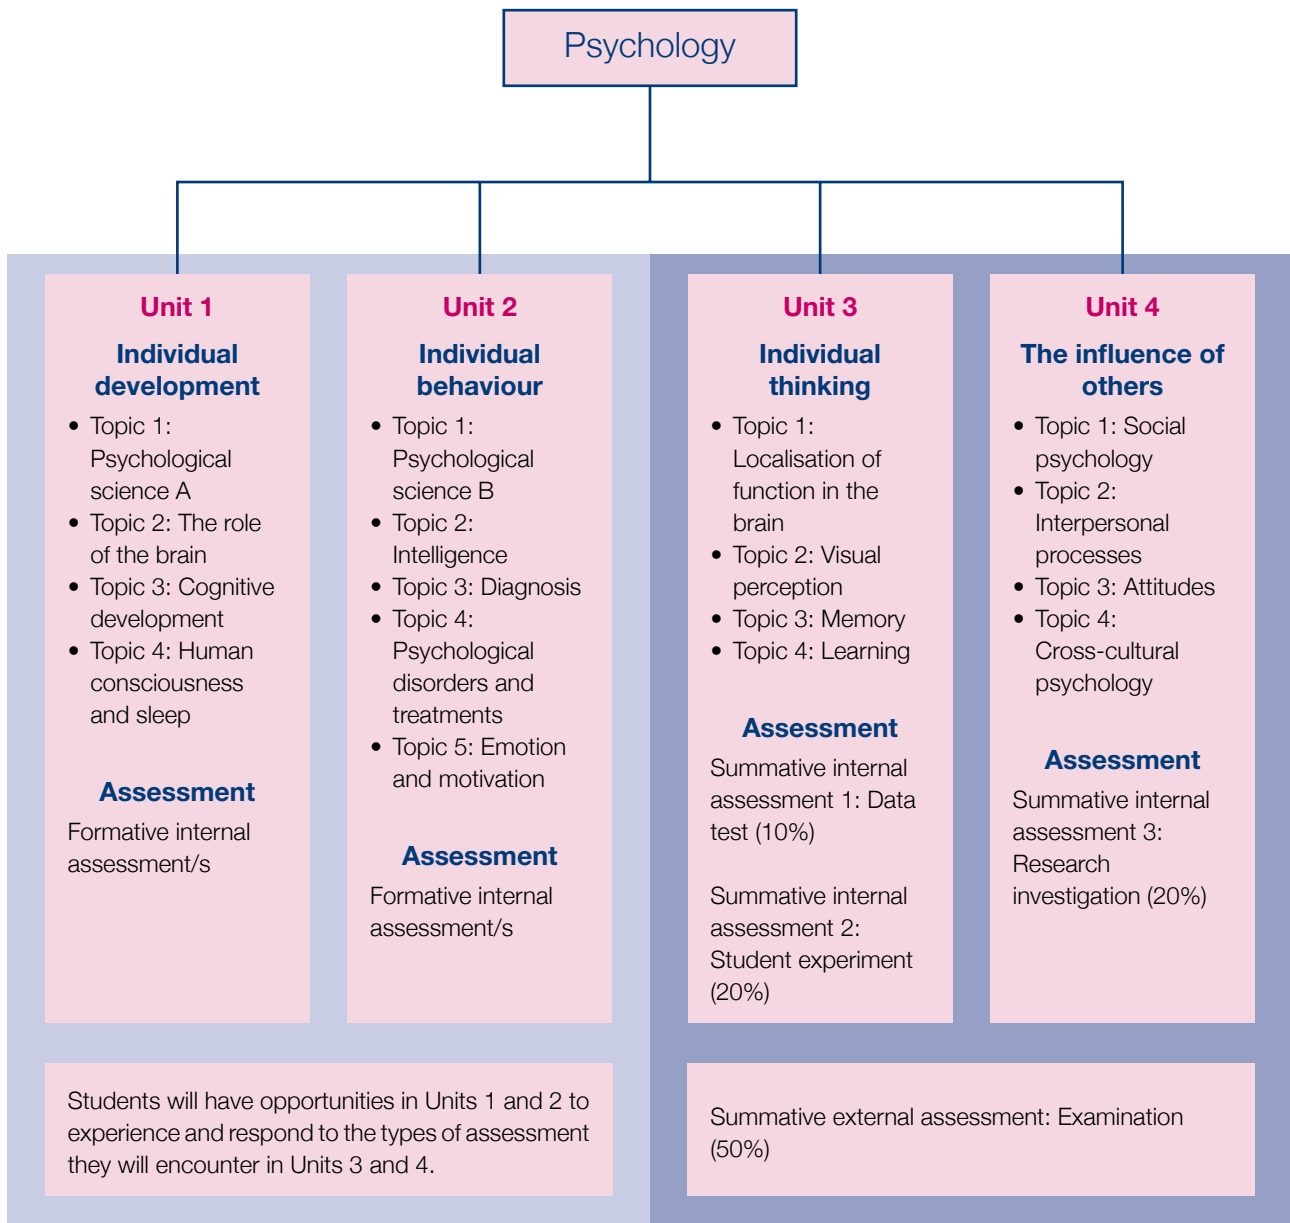 Psychology
Unit 1
Individual
development
• Topic 1:
Psychological
science A
• Topic 2: The role
of the brain
• Topic 3: Cognitive
development
• Topic 4: Human
consciousness
and sleep
Assessment
Formative internal
assessment/s
Unit 2
Individual
behaviour
• Topic 1:
Psychological
science B
• Topic 2:
Intelligence
• Topic 3: Diagnosis
• Topic 4:
Psychological
disorders and
treatments
• Topic 5: Emotion
and motivation
Assessment
Formative internal
assessment/s
Unit 3
Individual
thinking
• Topic 1:
Localisation of
function in the
brain
• Topic 2: Visual
perception
• Topic 3: Memory
• Topic 4: Learning
Assessment
Summative internal
assessment 1: Data
test (10%)
Summative internal
assessment 2:
Student experiment
(20%)
Unit 4
The influence of
others
• Topic 1: Social
psychology
• Topic 2:
Interpersonal
processes
• Topic 3: Attitudes
• Topic 4:
Cross-cultural
psychology
Assessment
Summative internal
assessment 3:
Research
investigation (20%)
Students will have opportunities in Units 1 and 2 to
experience and respond to the types of assessment
they will encounter in Units 3 and 4.
Summative external assessment: Examination
(50%)